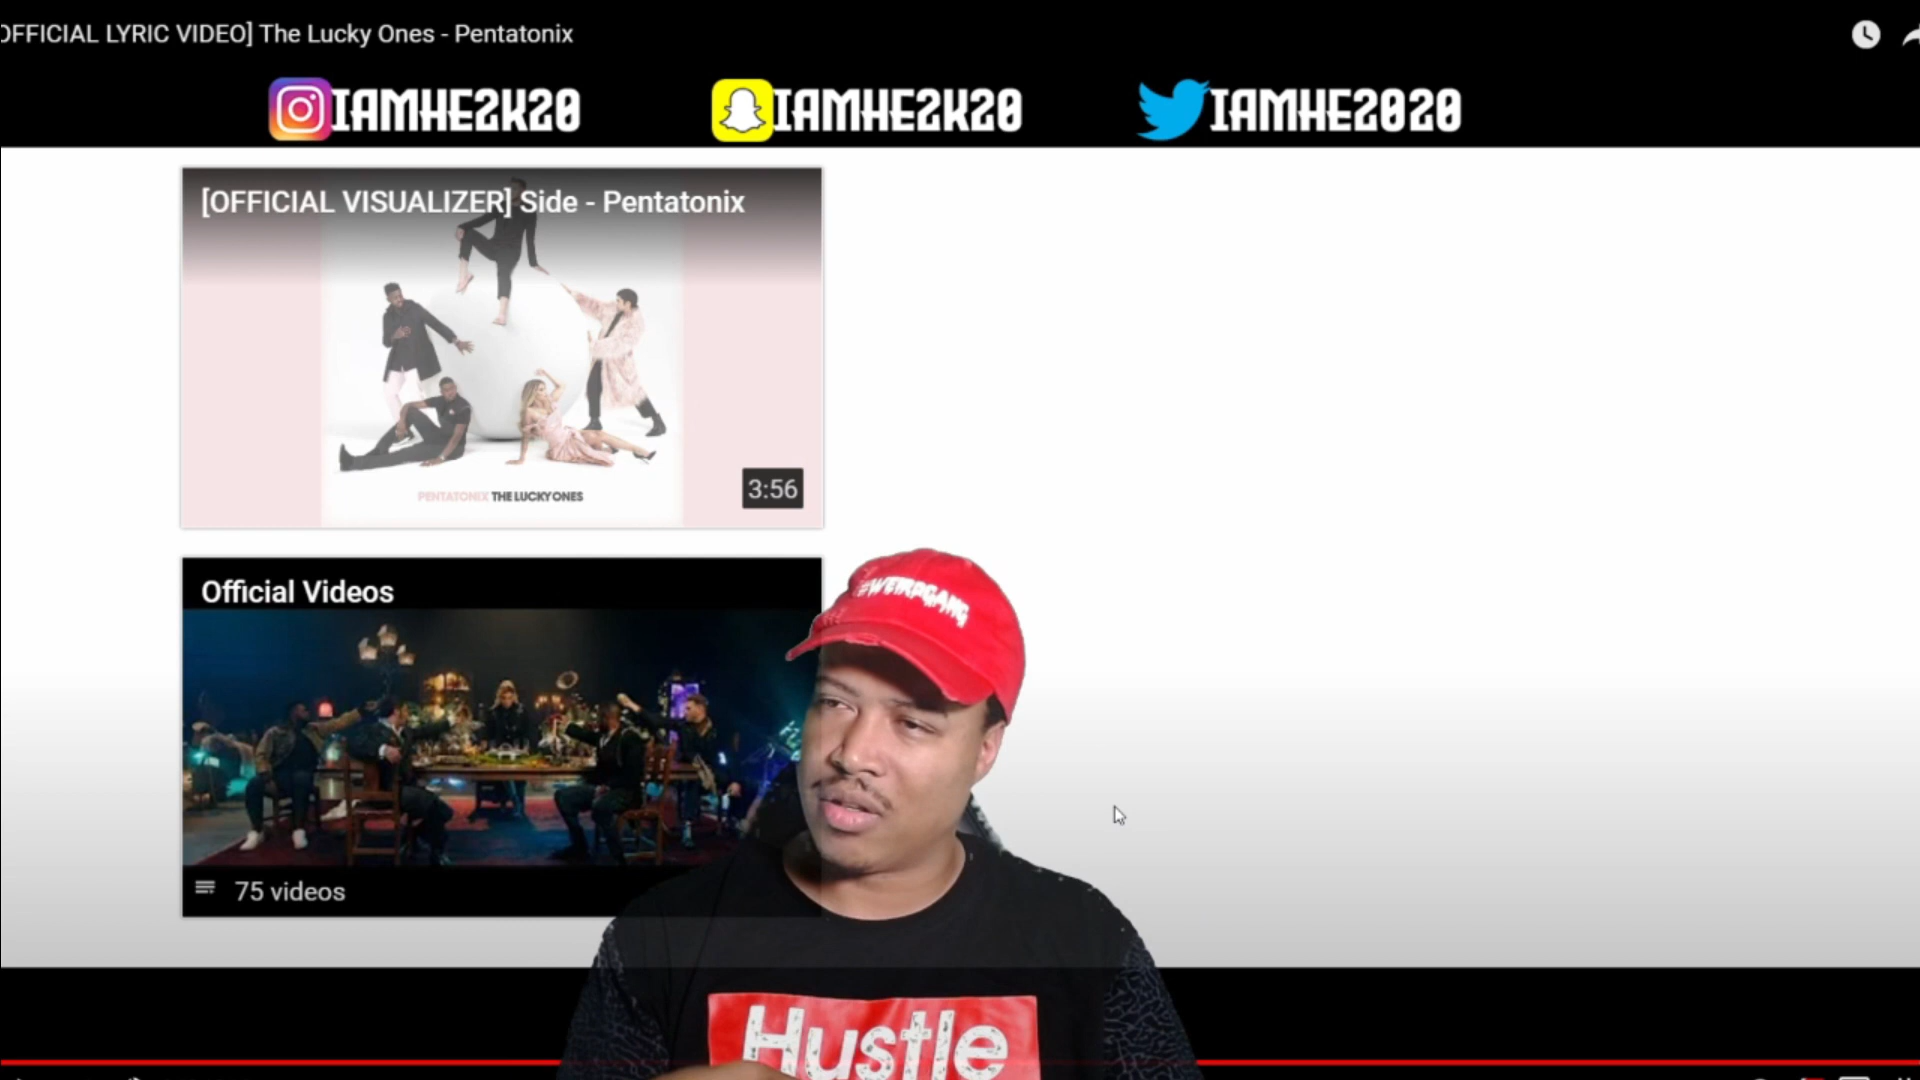 OFFICIAL LYRIC VIDEO] The Lucky Ones - Pentatonix
IAMHE2K20
IAMHE2K20
IAMHE2020
[OFFICIAL VISUALIZER] Side - Pentatonix
PENTATONIX THE LUCKY ONES
3:56
Official Videos
#WEIRDGANG
75 videos
Hustle